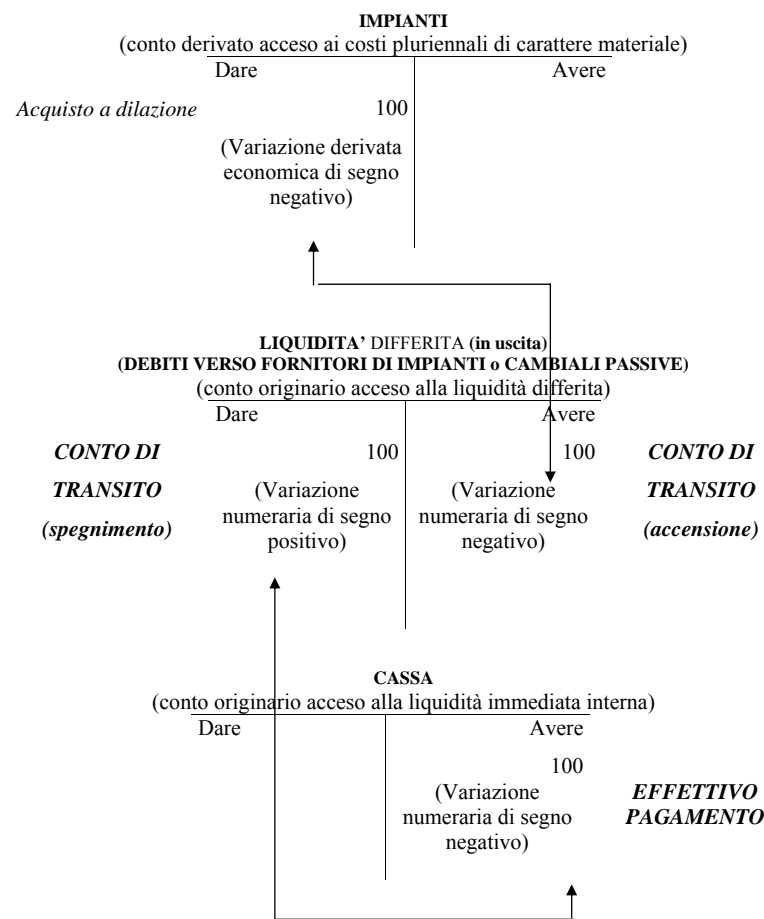 IMPIANTI
(conto derivato acceso ai costi pluriennali di carattere materiale)
Dare Avere
Acquisto a dilazione 100
(Variazione derivata
economica di segno
negativo)
LIQUIDITA’ DIFFERITA (in uscita)
(DEBITI VERSO FORNITORI DI IMPIANTI o CAMBIALI PASSIVE)
(conto originario acceso alla liquidità differita)
Dare Avere
CONTO DI 100 100 CONTO DI
TRANSITO (Variazione (Variazione TRANSITO
(spegnimento) numeraria di segno numeraria di segno (accensione)
positivo) negativo)
CASSA
(conto originario acceso alla liquidità immediata interna)
Dare Avere
100
(Variazione EFFETTIVO
numeraria di segno PAGAMENTO
negativo)